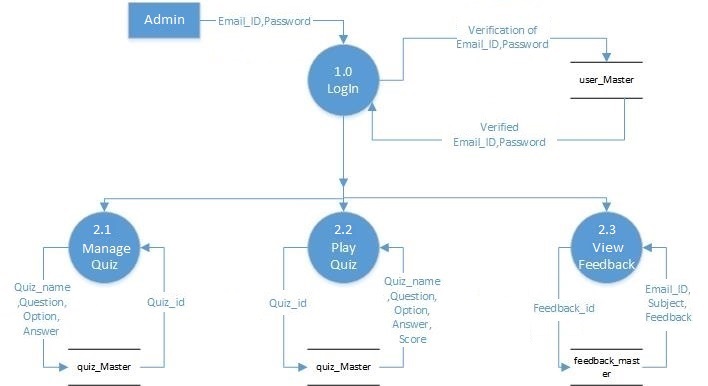 Admin
Email_ID,Password
1.0
LogIn
Verification of
Email_ID,Password
user_Master
Verified
Email_ID,Password
2.1
Manage
Quiz
2.2
Play
Quiz
2.3
View
Feedback
Quiz_name
,Question,
Option,
Answer
Quiz_id
Quiz_id
Quiz_name
,Question,
Option,
Answer,
Score
Feedback_id
Email_ID,
Subject,
Feedback
quiz_Master
quiz_Master
feedback_mast
er